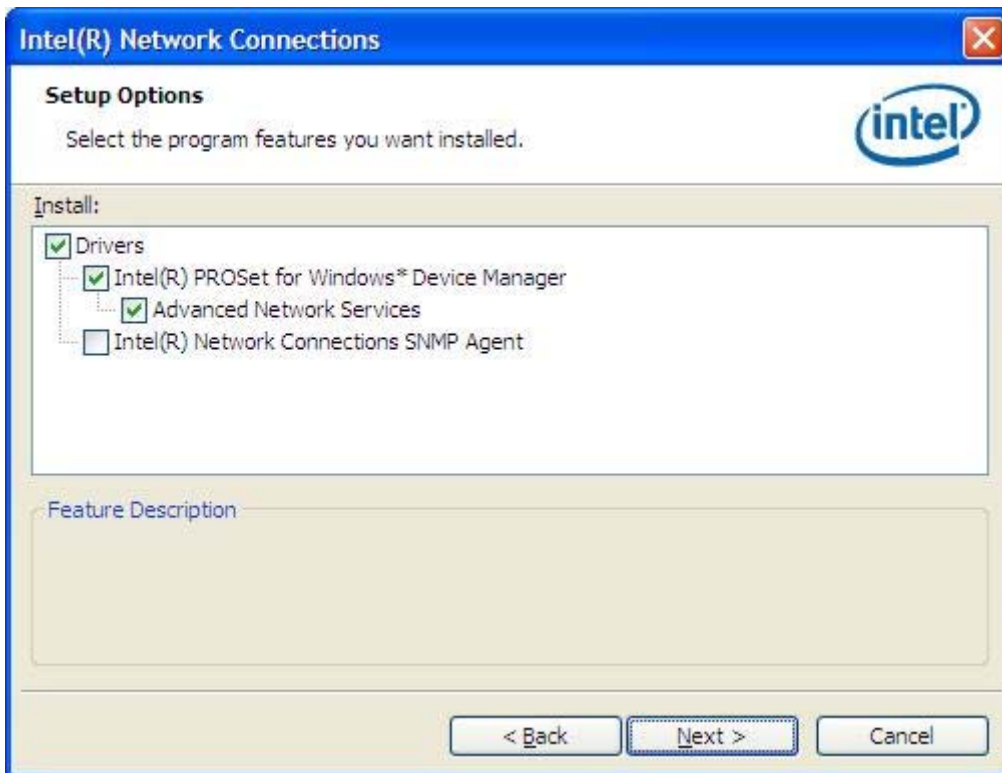 Intel(R) Network Connections
Setup Options
Select the program features you want installed.
intel
Install:
Drivers
Intel(R) PROSet for Windows* Device Manager
Advanced Network Services
Intel(R) Network Connections SNMP Agent
Feature Description
< Back
Next >
Cancel